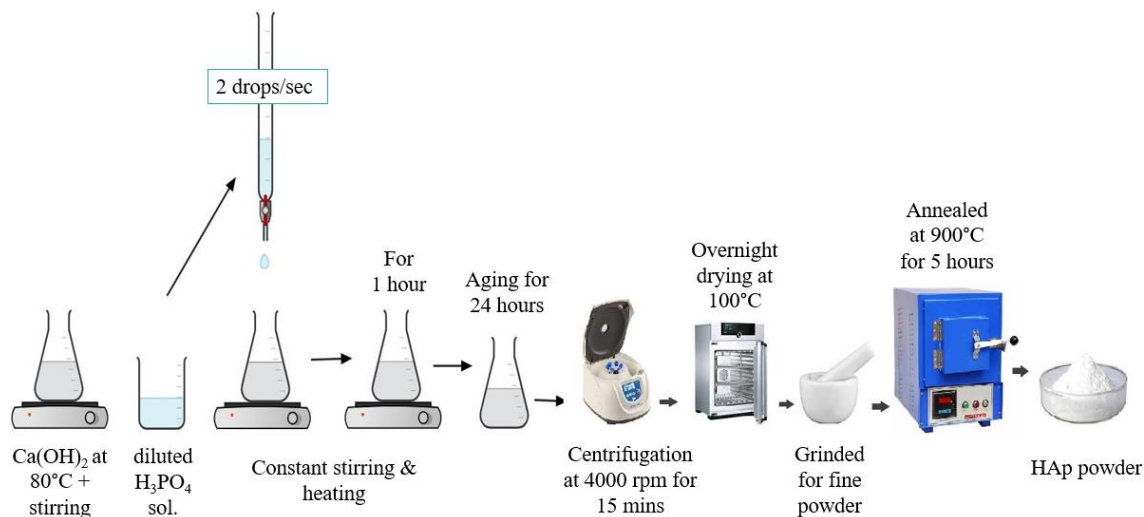 2 drops/sec
Ca(OH)₂ at
80°C +
stirring
diluted
H₃PO₄
sol.
Constant stirring &
heating
For
1 hour
Aging for
24 hours
Centrifugation
at 4000 rpm for
15 mins
Overnight
drying at
100°C
Grinded
for fine
powder
Annealed
at 900°C
for 5 hours
HAp powder